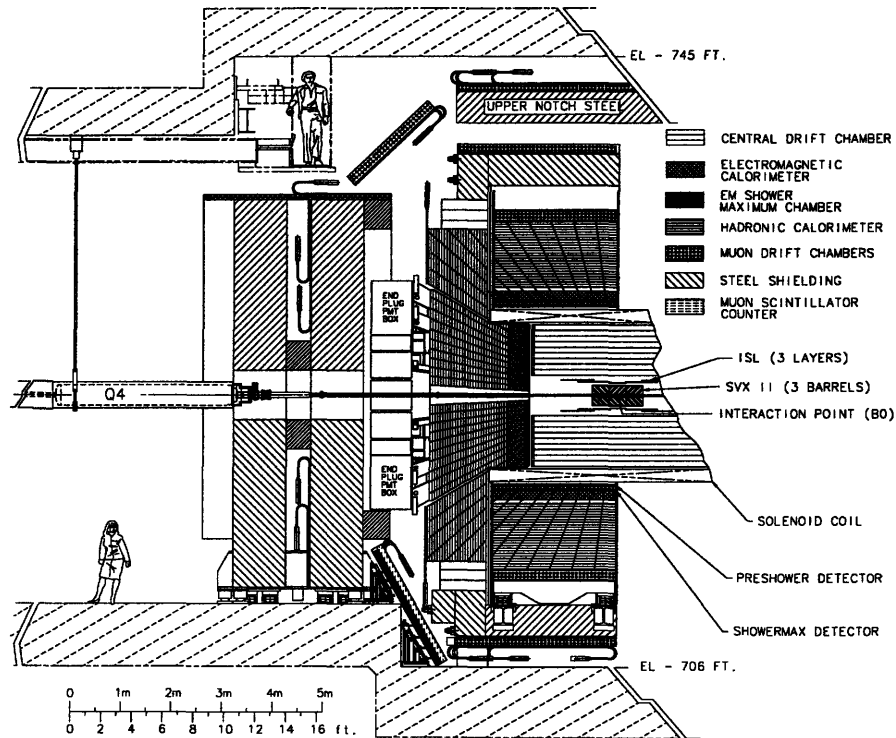 EL - 745 FT.
UPPER NOTCH STEEL
CENTRAL DRIFT CHAMBER
ELECTROMAGNETIC
CALORIMETER
EM SHOWER
MAXIMUM CHAMBER
HADRONIC CALORIMETER
MUON DRIFT CHAMBERS
STEEL SHIELDING
MUON SCINTILLATOR
COUNTER
END
PLUG
PMT
BOX
ISL (3 LAYERS)
SVX II (3 BARRELS)
INTERACTION POINT (B0)
Q4
END
PLUG
PMT
BOX
SOLENOID COIL
PRESHOWER DETECTOR
SHOWERMAX DETECTOR
EL - 706 FT.
0 1m 2m 3m 4m 5m
0 2 4 6 8 10 12 14 16 ft.